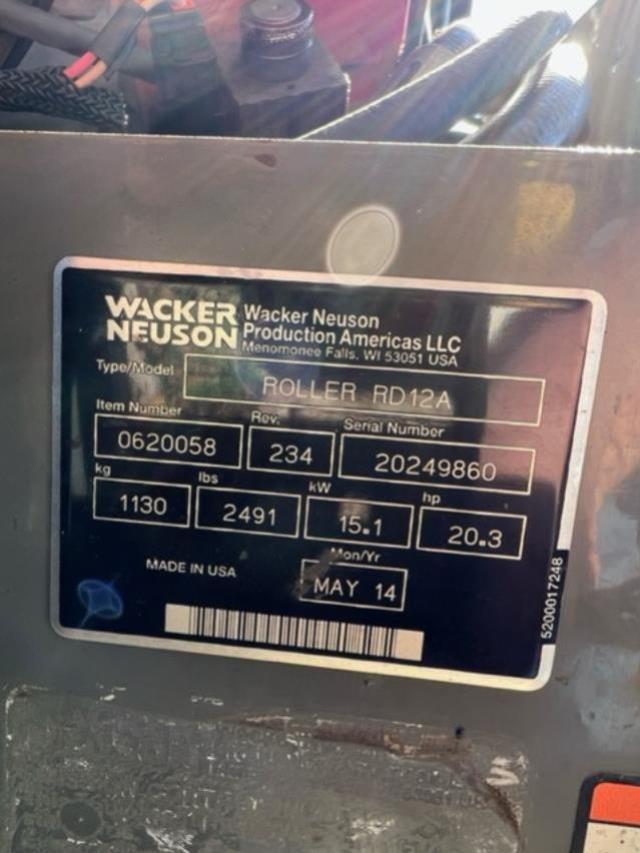 WACKER
NEUSON
Wacker Neuson
Production Americas LLC
Menomonee Falls, WI 53051 USA
Type/Model ROLLER RD12A
Item Number Rev. Serial Number
0620058 234 20249860
kg lbs kW hp
1130 2491 15.1 20.3
Mon/Yr
MADE IN USA MAY 14
5200017248